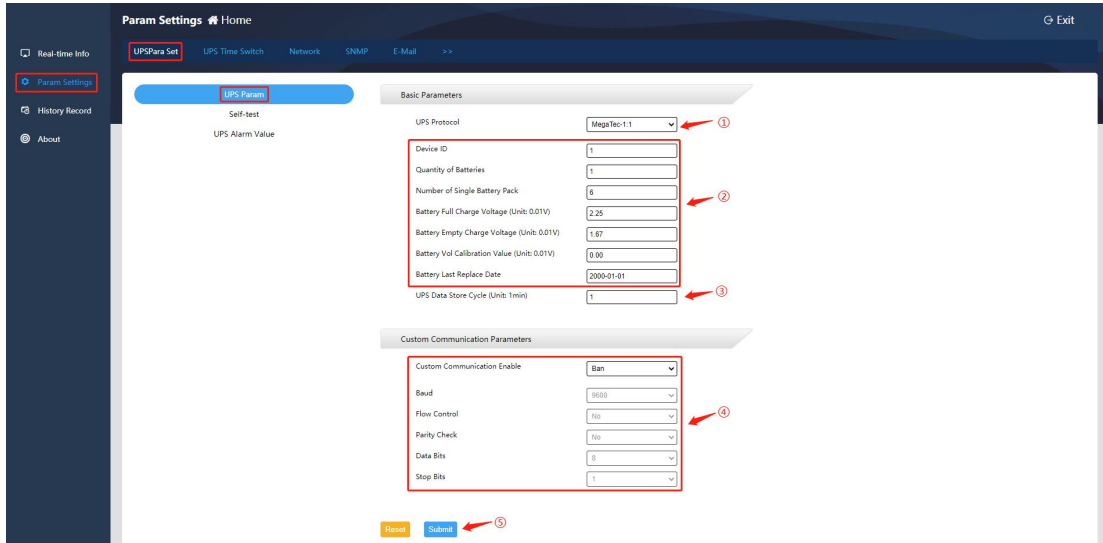 Param Settings Home
Exit
Real-time Info
Param Settings
History Record
About
UPSPara Set UPS Time Switch Network SNMP E-Mail >>
UPS Param
Self-test
UPS Alarm Value
Basic Parameters
UPS Protocol MegaTec-1:1 ①
Device ID 1
Quantity of Batteries 1
Number of Single Battery Pack 6 ②
Battery Full Charge Voltage (Unit: 0.01V) 2.25
Battery Empty Charge Voltage (Unit: 0.01V) 1.67
Battery Vol Calibration Value (Unit: 0.01V) 0.00
Battery Last Replace Date 2000-01-01
UPS Data Store Cycle (Unit: 1min) 1 ③
Custom Communication Parameters
Custom Communication Enable Ban
Baud 9600
Flow Control No ④
Parity Check No
Data Bits 8
Stop Bits 1
Reset Submit ⑤